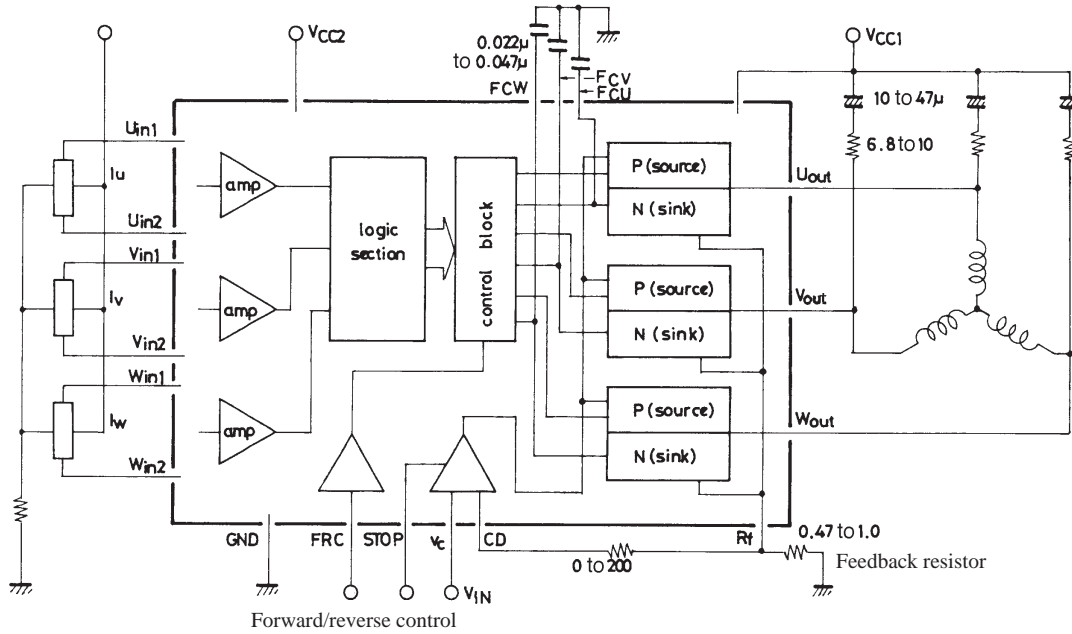 VCC2
0.022µ
to 0.047µ
FCW
FCV
FCU
VCC1
10 to 47µ
6.8 to 10
Uin1
Iu
Uin2
Vin1
Iv
Vin2
Win1
Iw
Win2
amp
amp
amp
logic
section
control block
P (source)
N (sink)
P (source)
N (sink)
P (source)
N (sink)
Uout
Vout
Wout
GND
FRC
STOP
Vc
CD
Rf
0.47 to 1.0
Feedback resistor
0 to 200
VIN
Forward/reverse control